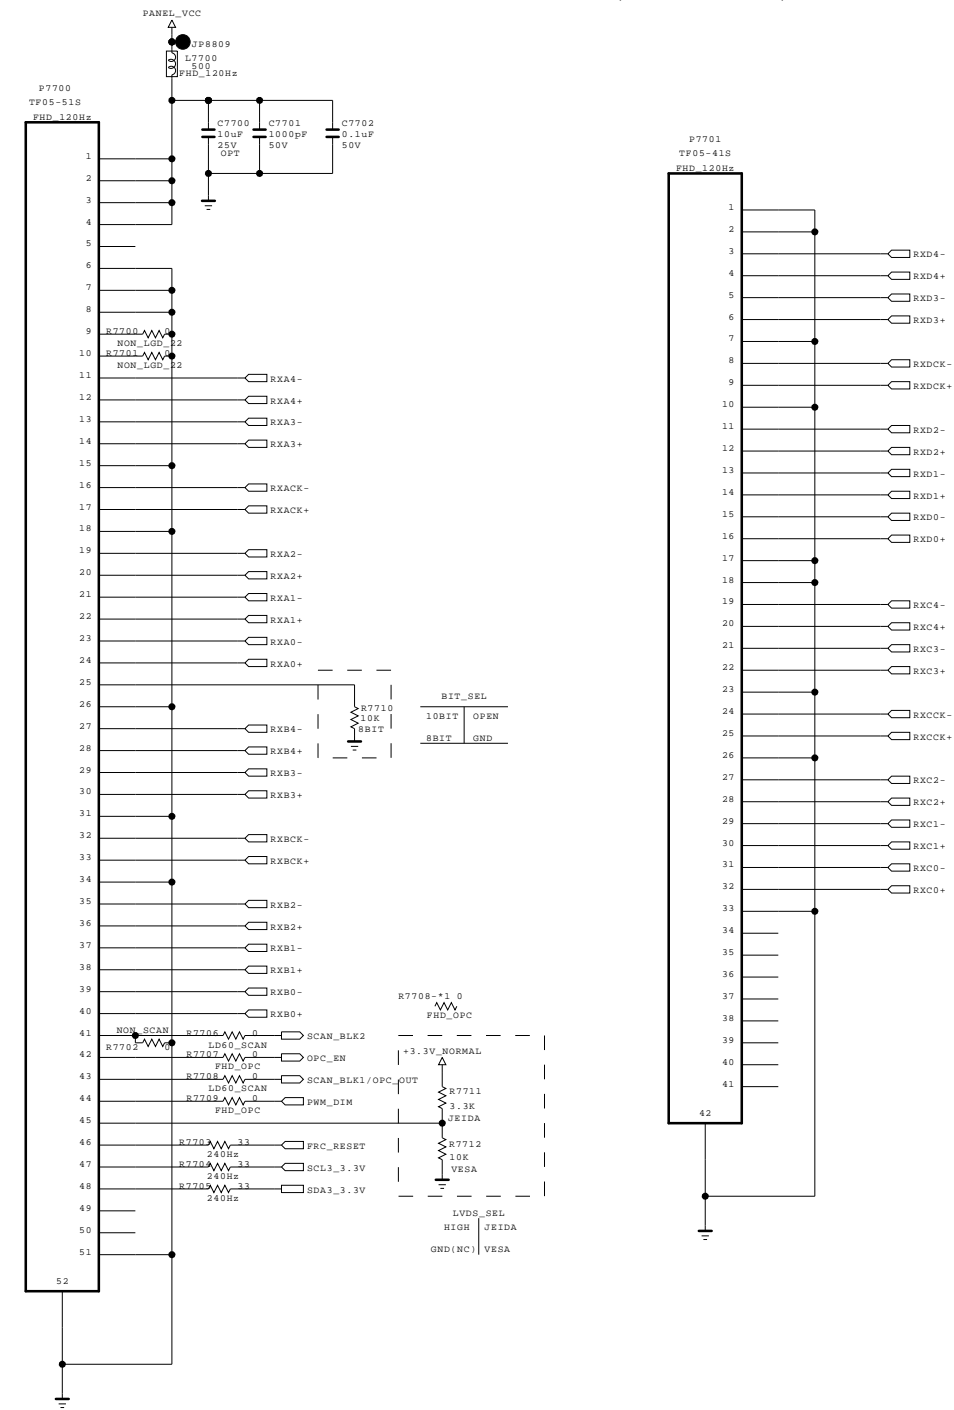 PANEL_VCC
JP8809
L7700
500
FHD_120Hz
P7700
TF05-51S
FHD_120Hz
C7700
10uF
25V
OPT
C7701
1000pF
50V
C7702
0.1uF
50V
1
2
3
4
5
6
7
8
9
R7700 0
NON_LGD_22
10
R7701 0
NON_LGD_22
11 RXA4-
12 RXA4+
13 RXA3-
14 RXA3+
15
16 RXACK-
17 RXACK+
18
19 RXA2-
20 RXA2+
21 RXA1-
22 RXA1+
23 RXA0-
24 RXA0+
25
R7710
10K
8BIT
BIT_SEL
10BIT OPEN
8BIT GND
26
27 RXB4-
28 RXB4+
29 RXB3-
30 RXB3+
31
32 RXBCK-
33 RXBCK+
34
35 RXB2-
36 RXB2+
37 RXB1-
38 RXB1+
39 RXB0-
40 RXB0+
41
NON_SCAN
R7702 0
R7706 0
LD60_SCAN
SCAN_BLK2
42
R7707 0
FHD_OPC
OPC_EN
43
R7708 0
LD60_SCAN
SCAN_BLK1/OPC_OUT
44
R7709 0
FHD_OPC
PWM_DIM
45
46
R7703 33
240Hz
FRC_RESET
47
R7704 33
240Hz
SCL3_3.3V
48
R7705 33
240Hz
SDA3_3.3V
49
50
51
52
R7708-*1 0
FHD_OPC
+3.3V_NORMAL
R7711
3.3K
JEIDA
R7712
10K
VESA
LVDS_SEL
HIGH JEIDA
GND(NC) VESA
P7701
TF05-41S
FHD_120Hz
1
2
3 RXD4-
4 RXD4+
5 RXD3-
6 RXD3+
7
8 RXDCK-
9 RXDCK+
10
11 RXD2-
12 RXD2+
13 RXD1-
14 RXD1+
15 RXD0-
16 RXD0+
17
18
19 RXC4-
20 RXC4+
21 RXC3-
22 RXC3+
23
24 RXCCK-
25 RXCCK+
26
27 RXC2-
28 RXC2+
29 RXC1-
30 RXC1+
31 RXC0-
32 RXC0+
33
34
35
36
37
38
39
40
41
42